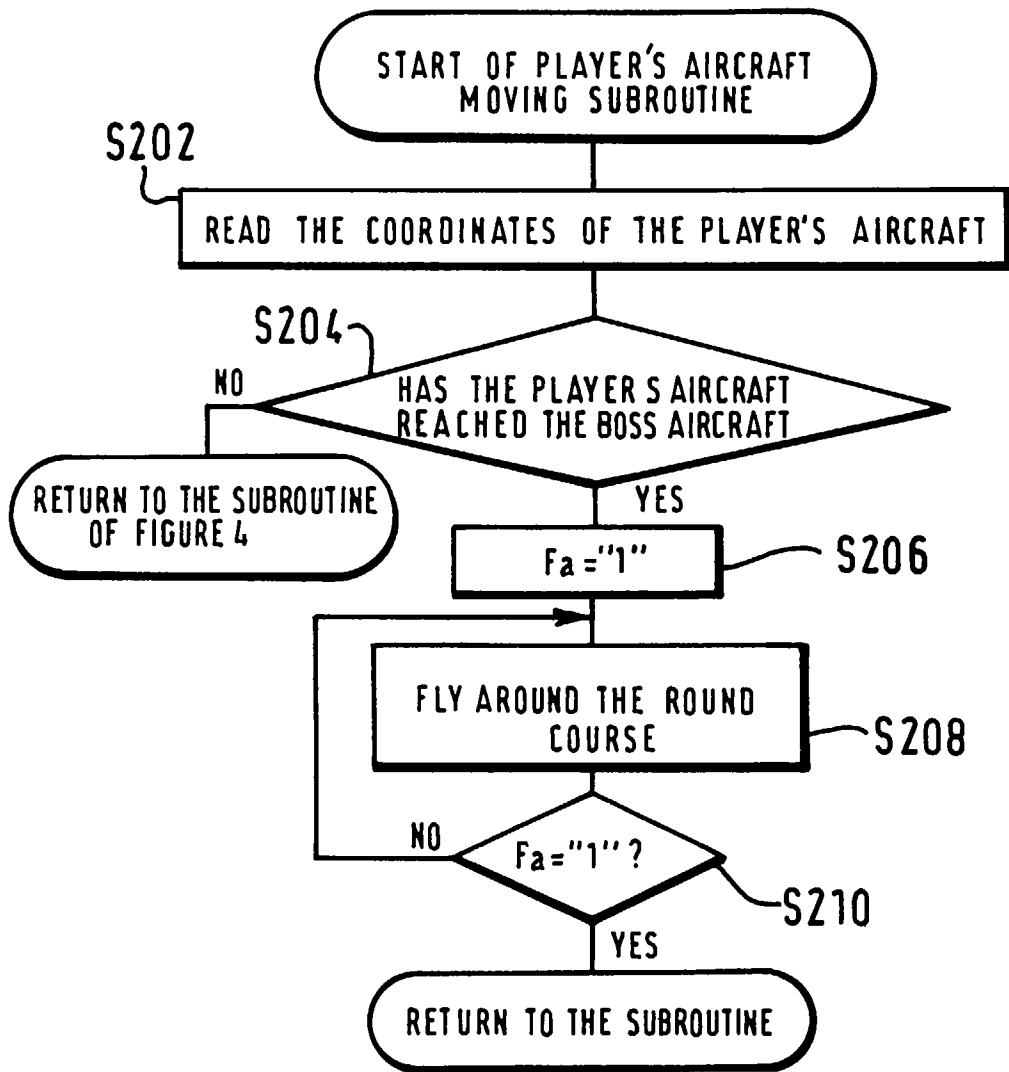 START OF PLAYER'S AIRCRAFT
MOVING SUBROUTINE
S202
READ THE COORDINATES OF THE PLAYER'S AIRCRAFT
S204
NO
HAS THE PLAYER S AIRCRAFT
REACHED THE BOSS AIRCRAFT
RETURN TO THE SUBROUTINE
OF FIGURE 4
YES
Fa="1"
S206
FLY AROUND THE ROUND
COURSE
S208
NO
Fa="1"?
S210
YES
RETURN TO THE SUBROUTINE